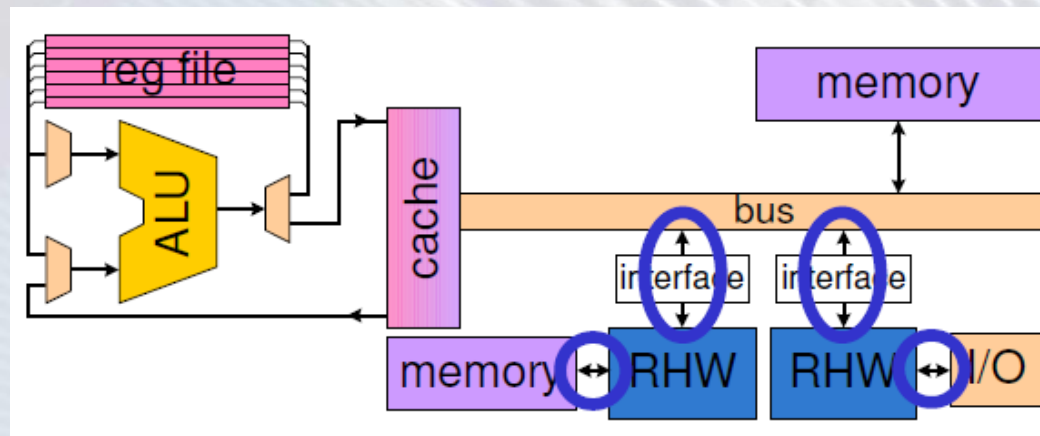 reg file
memory
ALU
cache
bus
interface
interface
memory
RHW
RHW
I/O